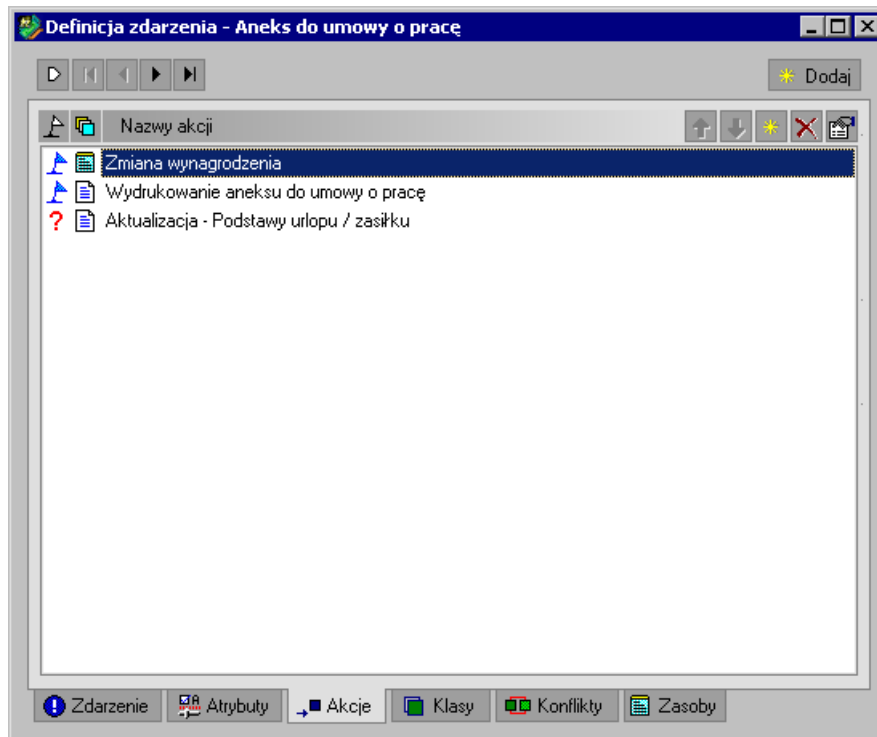 Definicja zdarzenia - Aneks do umowy o pracę
Dodaj
Nazwy akcji
Zmiana wynagrodzenia
Wydrukowanie aneksu do umowy o pracę
Aktualizacja - Podstawy urlopu / zasiłku
Zdarzenie Atrybuty Akcje Klasy Konflikty Zasoby